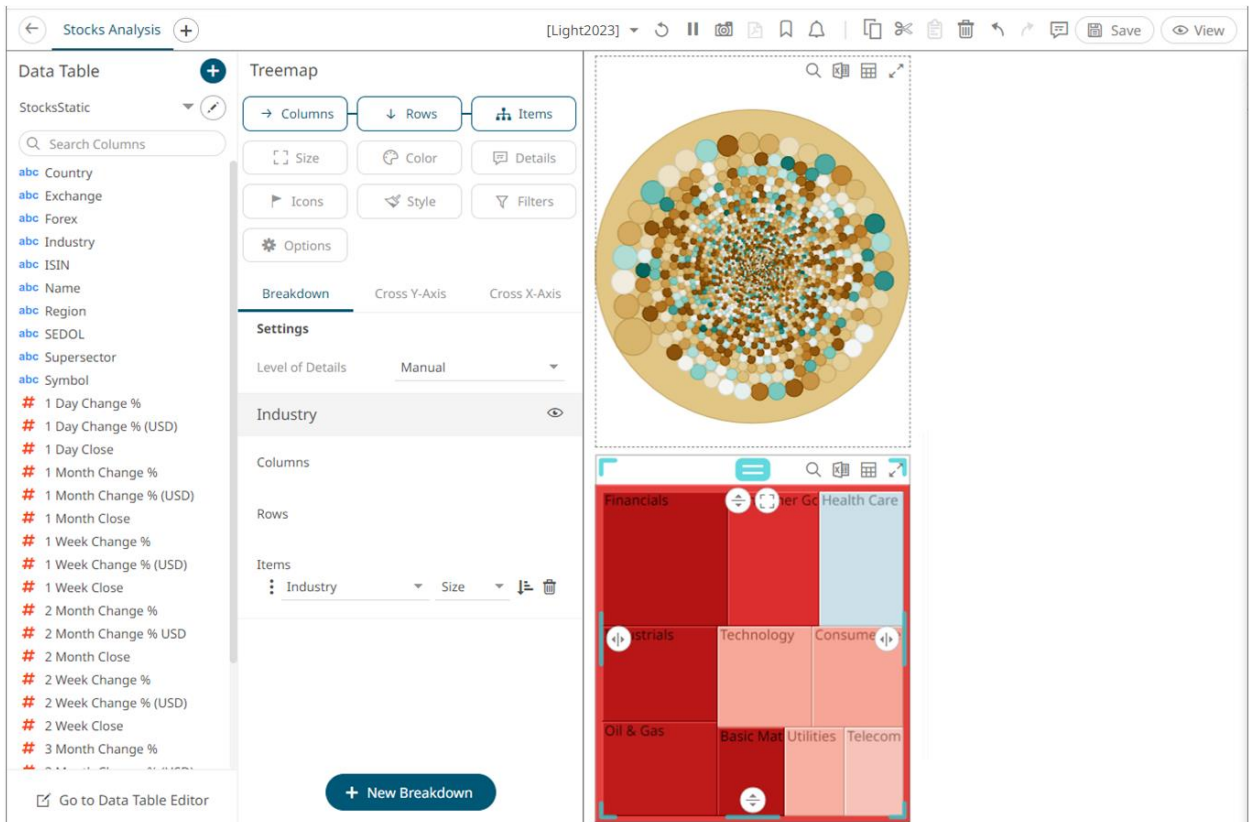 Stocks Analysis
[Light2023]
Save
View
Data Table
StocksStatic
Search Columns
abc Country
abc Exchange
abc Forex
abc Industry
abc ISIN
abc Name
abc Region
abc SEDOL
abc Supersector
abc Symbol
# 1 Day Change %
# 1 Day Change % (USD)
# 1 Day Close
# 1 Month Change %
# 1 Month Change % (USD)
# 1 Month Close
# 1 Week Change %
# 1 Week Change % (USD)
# 1 Week Close
# 2 Month Change %
# 2 Month Change % USD
# 2 Month Close
# 2 Week Change %
# 2 Week Change % (USD)
# 2 Week Close
# 3 Month Change %
Go to Data Table Editor
Treemap
Columns
Rows
Items
Size
Color
Details
Icons
Style
Filters
Options
Breakdown
Cross Y-Axis
Cross X-Axis
Settings
Level of Details
Manual
Industry
Columns
Rows
Items
Industry
Size
+ New Breakdown
Financials
er Go
Health Care
strials
Technology
Consume
Oil & Gas
Basic Mat
Utilities
Telecom